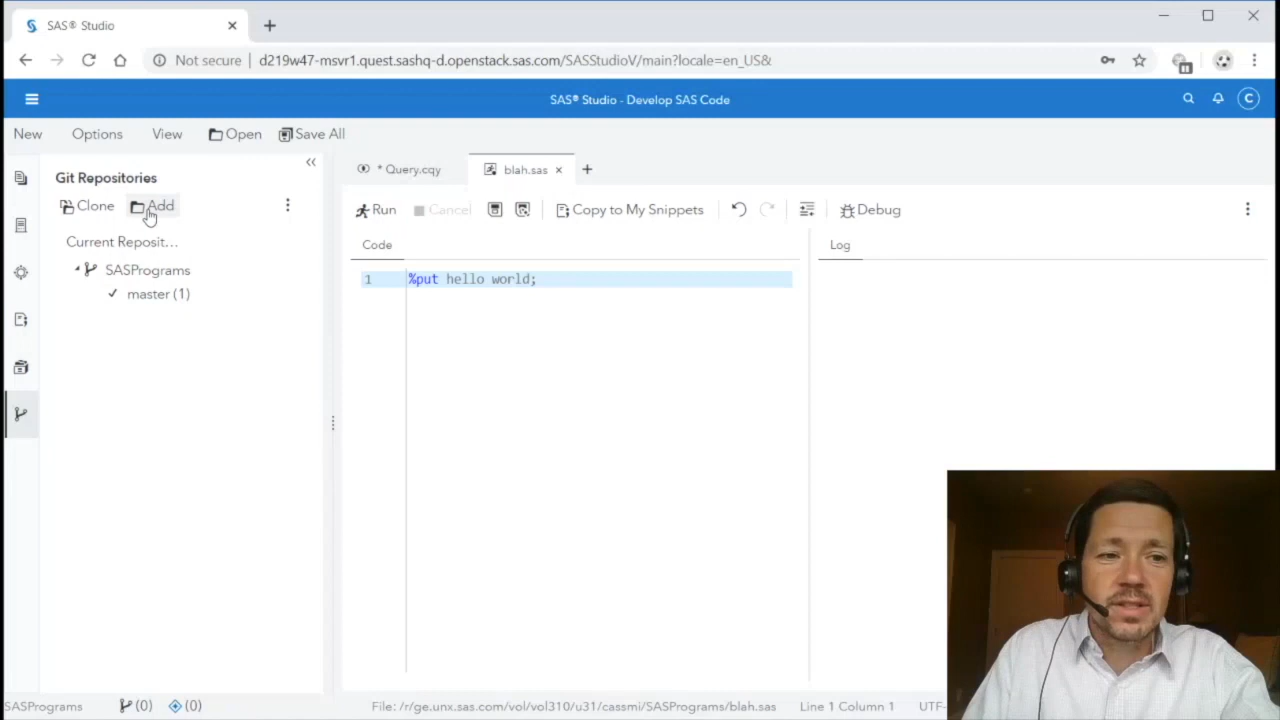 SAS® Studio
Not secure d219w47-msvr1.quest.sashq-d.openstack.sas.com/SASStudioV/main?locale=en_US&
SAS® Studio - Develop SAS Code
C
New Options View Open Save All
Git Repositories
Clone Add
Current Reposit...
SASPrograms
master (1)
* Query.cqy blah.sas
Run Cancel Copy to My Snippets Debug
Code
1 %put hello world;
Log
SASPrograms (0) (0) File: /r/ge.unx.sas.com/vol/vol310/u31/cassmi/SASPrograms/blah.sas Line 1 Column 1 UTF-